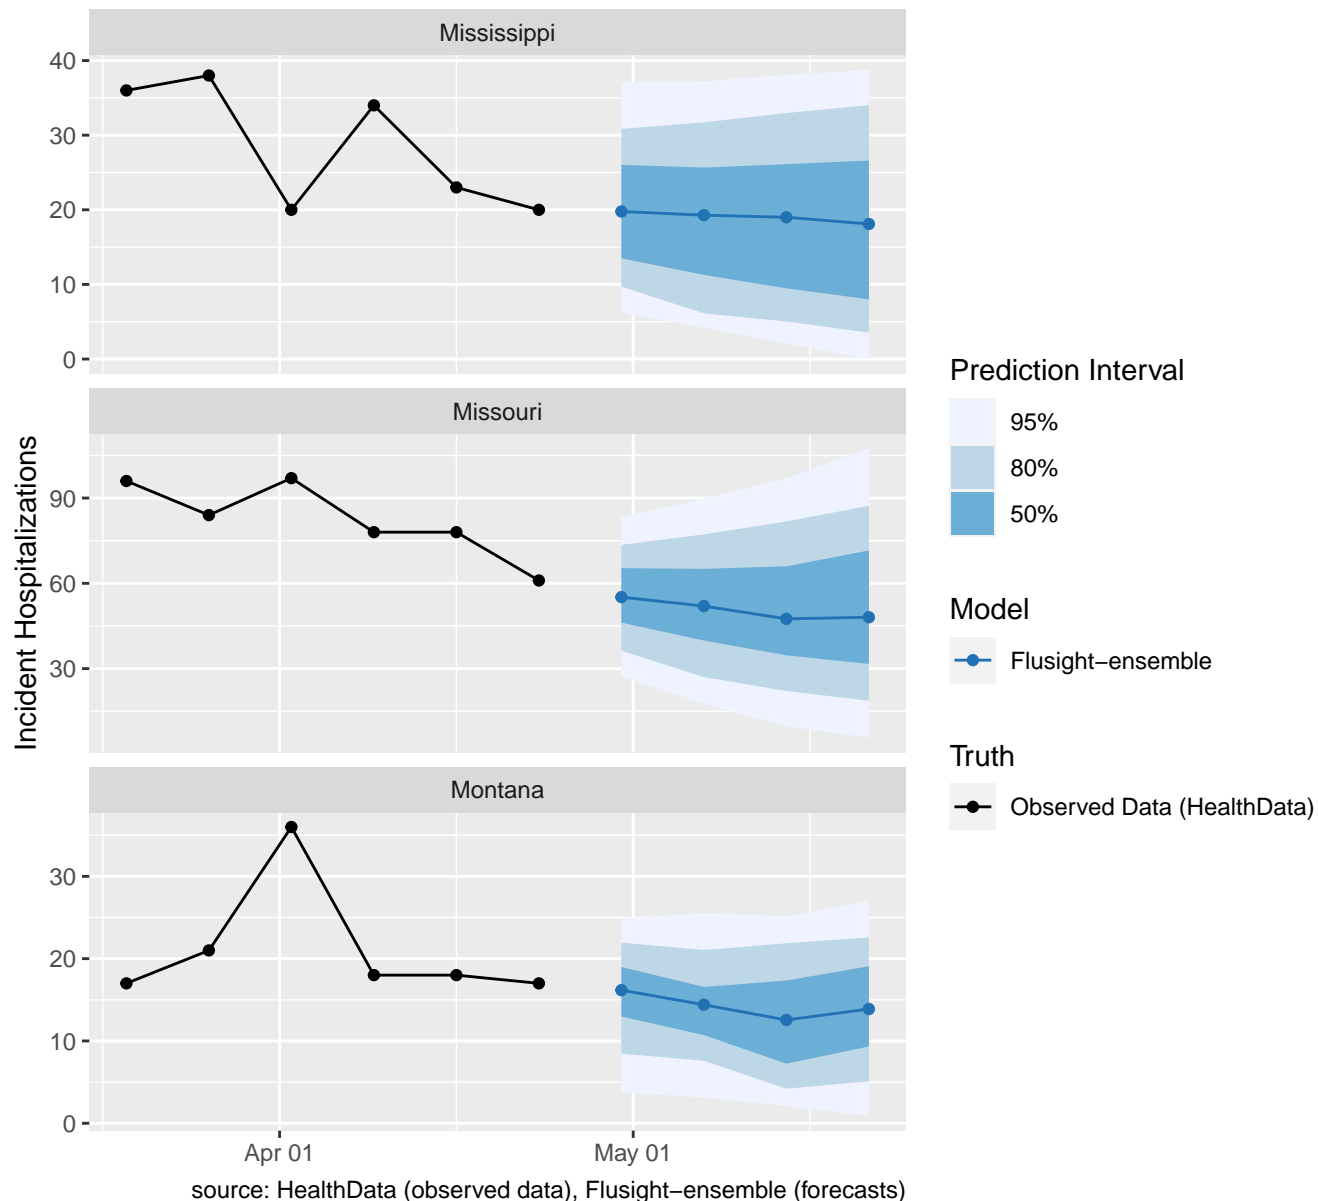 Mississippi
40
30
20
10
0
Missouri
90
60
30
Montana
30
20
10
0
Incident Hospitalizations
Apr 01
May 01
source: HealthData (observed data), Flusight−ensemble (forecasts)
Prediction Interval
95%
80%
50%
Model
Flusight−ensemble
Truth
Observed Data (HealthData)